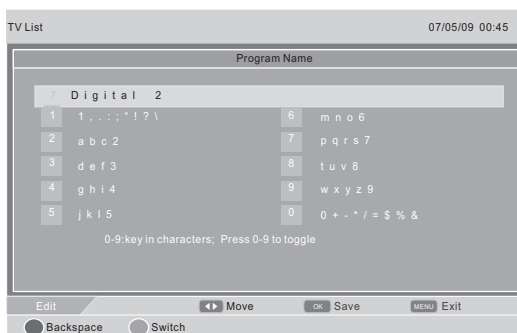 TV List 07/05/09 00:45
Program Name
7 Digital 2
1 1 , . : ; " ! ? \ 6 m n o 6
2 a b c 2 7 p q r s 7
3 d e f 3 8 t u v 8
4 g h i 4 9 w x y z 9
5 j k l 5 0 0 + - * / = $ % &
0-9:key in characters; Press 0-9 to toggle
Edit Move OK Save MENU Exit
Backspace Switch